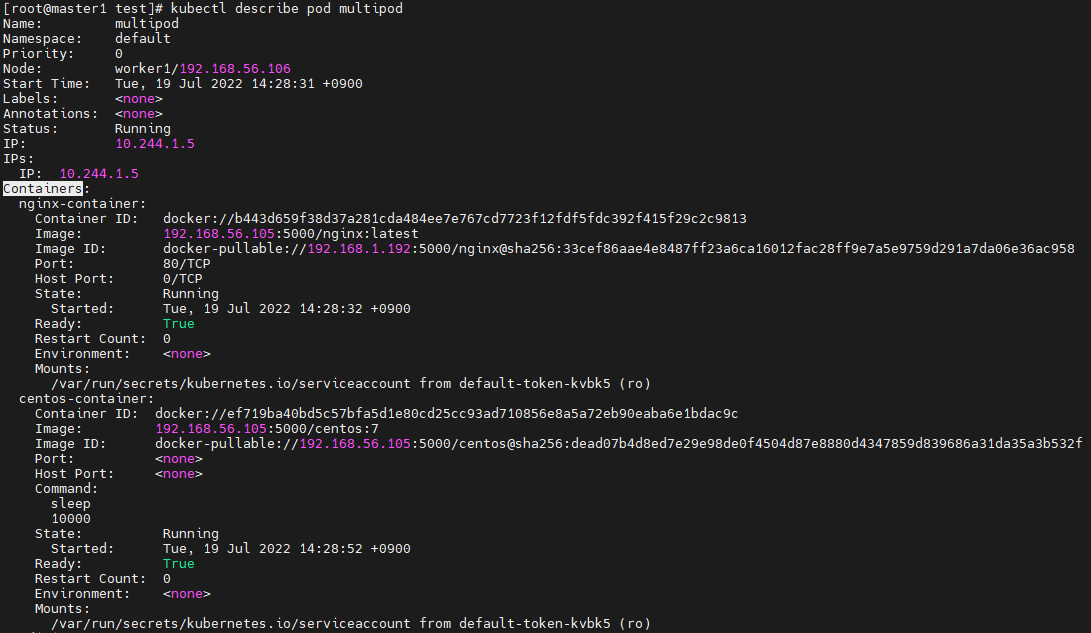 [root@master1 test]# kubectl describe pod multipod
Name:         multipod
Namespace:    default
Priority:     0
Node:         worker1/192.168.56.106
Start Time:   Tue, 19 Jul 2022 14:28:31 +0900
Labels:       <none>
Annotations:  <none>
Status:       Running
IP:           10.244.1.5
IPs:
  IP:  10.244.1.5
Containers:
  nginx-container:
    Container ID:   docker://b443d659f38d37a281cda484ee7e767cd7723f12fdf5fdc392f415f29c2c9813
    Image:          192.168.56.105:5000/nginx:latest
    Image ID:       docker-pullable://192.168.1.192:5000/nginx@sha256:33cef86aae4e8487ff23a6ca16012fac28ff9e7a5e9759d291a7da06e36ac958
    Port:           80/TCP
    Host Port:      0/TCP
    State:          Running
      Started:      Tue, 19 Jul 2022 14:28:32 +0900
    Ready:          True
    Restart Count:  0
    Environment:    <none>
    Mounts:
      /var/run/secrets/kubernetes.io/serviceaccount from default-token-kvbk5 (ro)
  centos-container:
    Container ID:  docker://ef719ba40bd5c57bfa5d1e80cd25cc93ad710856e8a5a72eb90eaba6e1bdac9c
    Image:         192.168.56.105:5000/centos:7
    Image ID:      docker-pullable://192.168.56.105:5000/centos@sha256:dead07b4d8ed7e29e98de0f4504d87e8880d4347859d839686a31da35a3b532f
    Port:          <none>
    Host Port:     <none>
    Command:
      sleep
      10000
    State:          Running
      Started:      Tue, 19 Jul 2022 14:28:52 +0900
    Ready:          True
    Restart Count:  0
    Environment:    <none>
    Mounts:
      /var/run/secrets/kubernetes.io/serviceaccount from default-token-kvbk5 (ro)